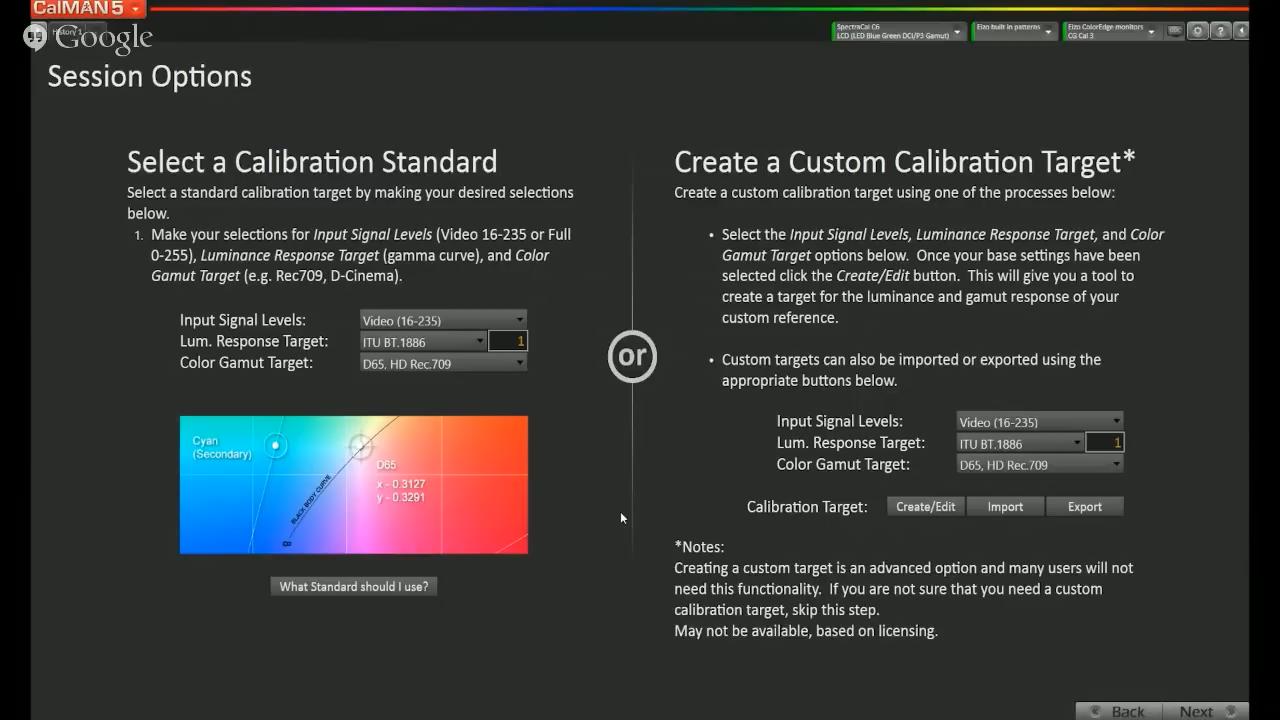 CalMAN 5
Google
History 1
SpectraCal C6
LCD (LED Blue Green DCI/P3 Gamut)
Eizo built in patterns
Eizo ColorEdge monitors
CG Cal 3
?
Session Options
Select a Calibration Standard
Select a standard calibration target by making your desired selections
below.
1. Make your selections for Input Signal Levels (Video 16-235 or Full
0-255), Luminance Response Target (gamma curve), and Color
Gamut Target (e.g. Rec709, D-Cinema).
Input Signal Levels: Video (16-235)
Lum. Response Target: ITU BT.1886 1
Color Gamut Target: D65, HD Rec.709
Cyan
(Secondary)
D65
x - 0.3127
y - 0.3291
BLACK BODY CURVE
What Standard should I use?
or
Create a Custom Calibration Target*
Create a custom calibration target using one of the processes below:
• Select the Input Signal Levels, Luminance Response Target, and Color
Gamut Target options below. Once your base settings have been
selected click the Create/Edit button. This will give you a tool to
create a target for the luminance and gamut response of your
custom reference.
• Custom targets can also be imported or exported using the
appropriate buttons below.
Input Signal Levels: Video (16-235)
Lum. Response Target: ITU BT.1886 1
Color Gamut Target: D65, HD Rec.709
Calibration Target: Create/Edit Import Export
*Notes:
Creating a custom target is an advanced option and many users will not
need this functionality. If you are not sure that you need a custom
calibration target, skip this step.
May not be available, based on licensing.
Back Next